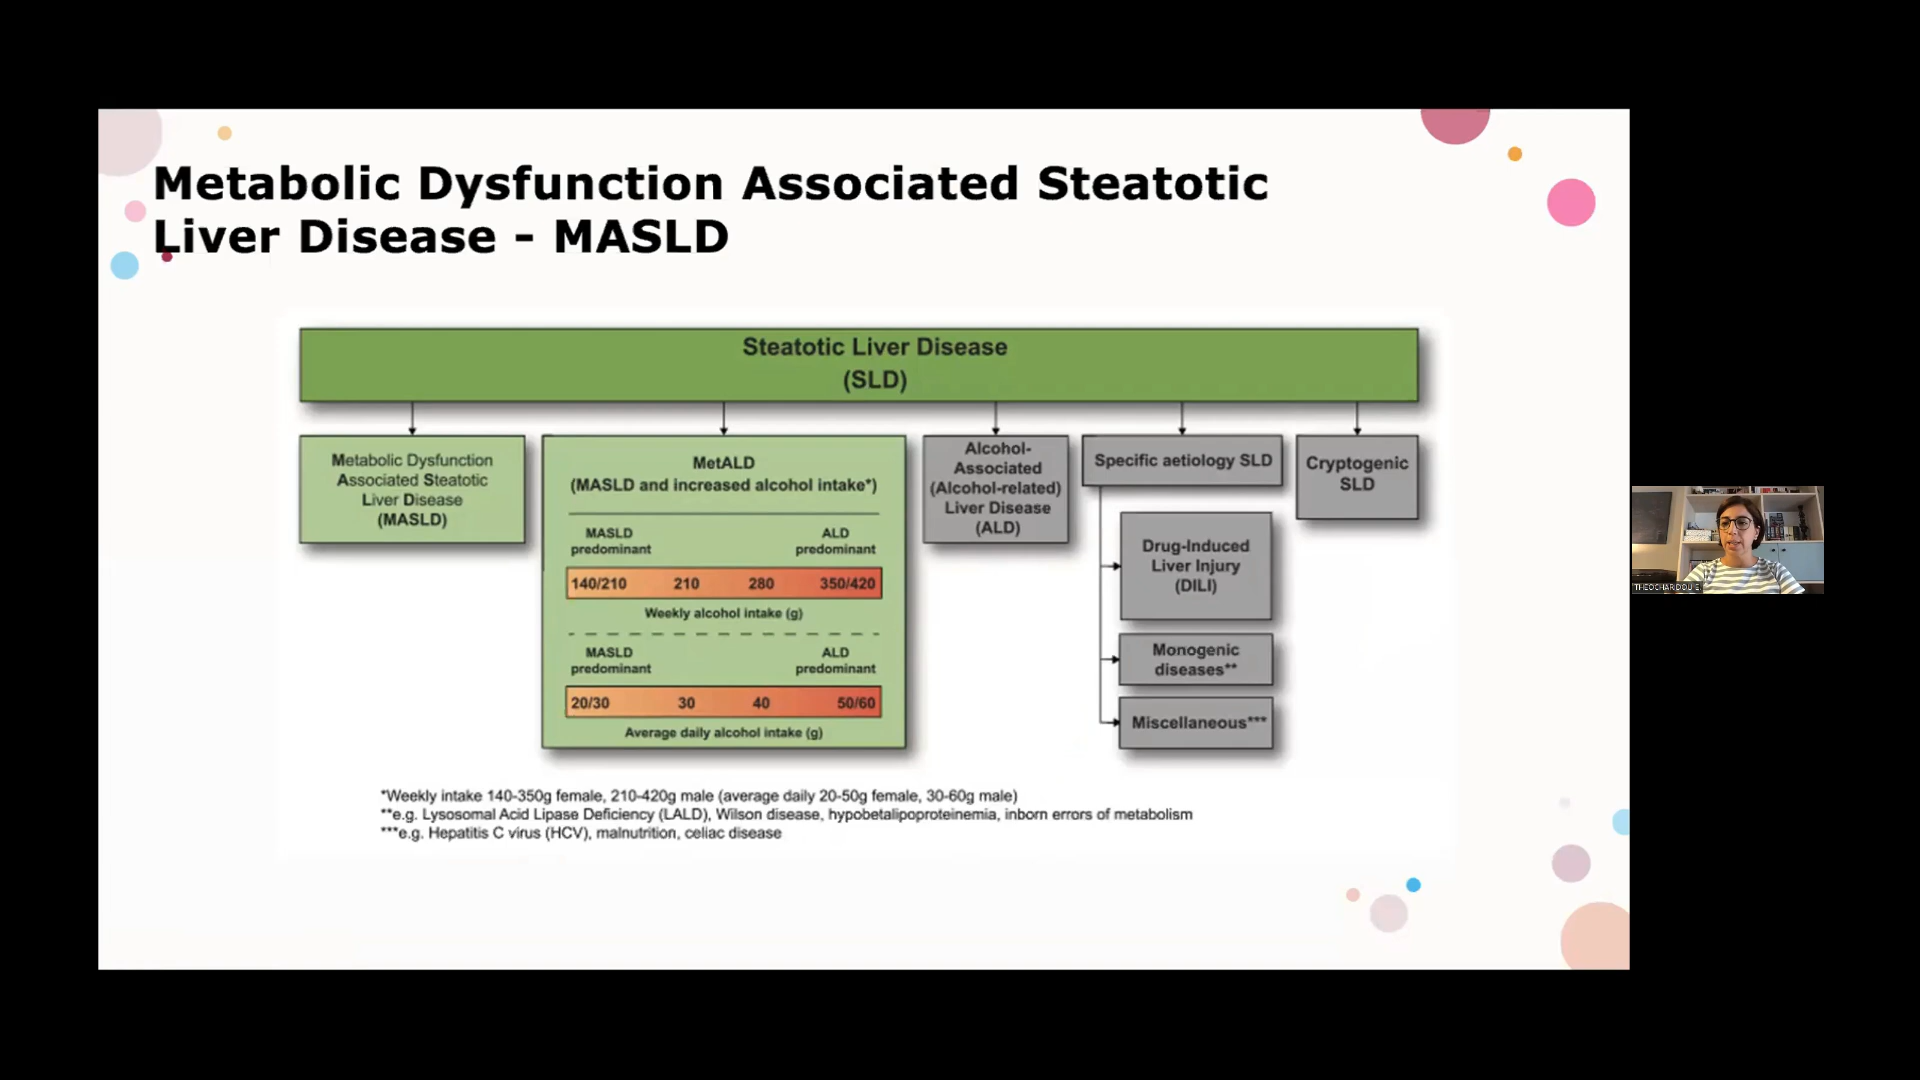 Metabolic Dysfunction Associated Steatotic
Liver Disease - MASLD
Steatotic Liver Disease
(SLD)
Metabolic Dysfunction
Associated Steatotic
Liver Disease
(MASLD)
MetALD
(MASLD and increased alcohol intake*)
MASLD predominant
ALD predominant
140/210 210 280 350/420
Weekly alcohol intake (g)
MASLD predominant
ALD predominant
20/30 30 40 50/60
Average daily alcohol intake (g)
Alcohol-
Associated
(Alcohol-related)
Liver Disease
(ALD)
Specific aetiology SLD
Drug-Induced
Liver Injury
(DILI)
Monogenic
diseases**
Miscellaneous***
Cryptogenic
SLD
*Weekly intake 140-350g female, 210-420g male (average daily 20-50g female, 30-60g male)
**e.g. Lysosomal Acid Lipase Deficiency (LALD), Wilson disease, hypobetalipoproteinemia, inborn errors of metabolism
***e.g. Hepatitis C virus (HCV), malnutrition, celiac disease